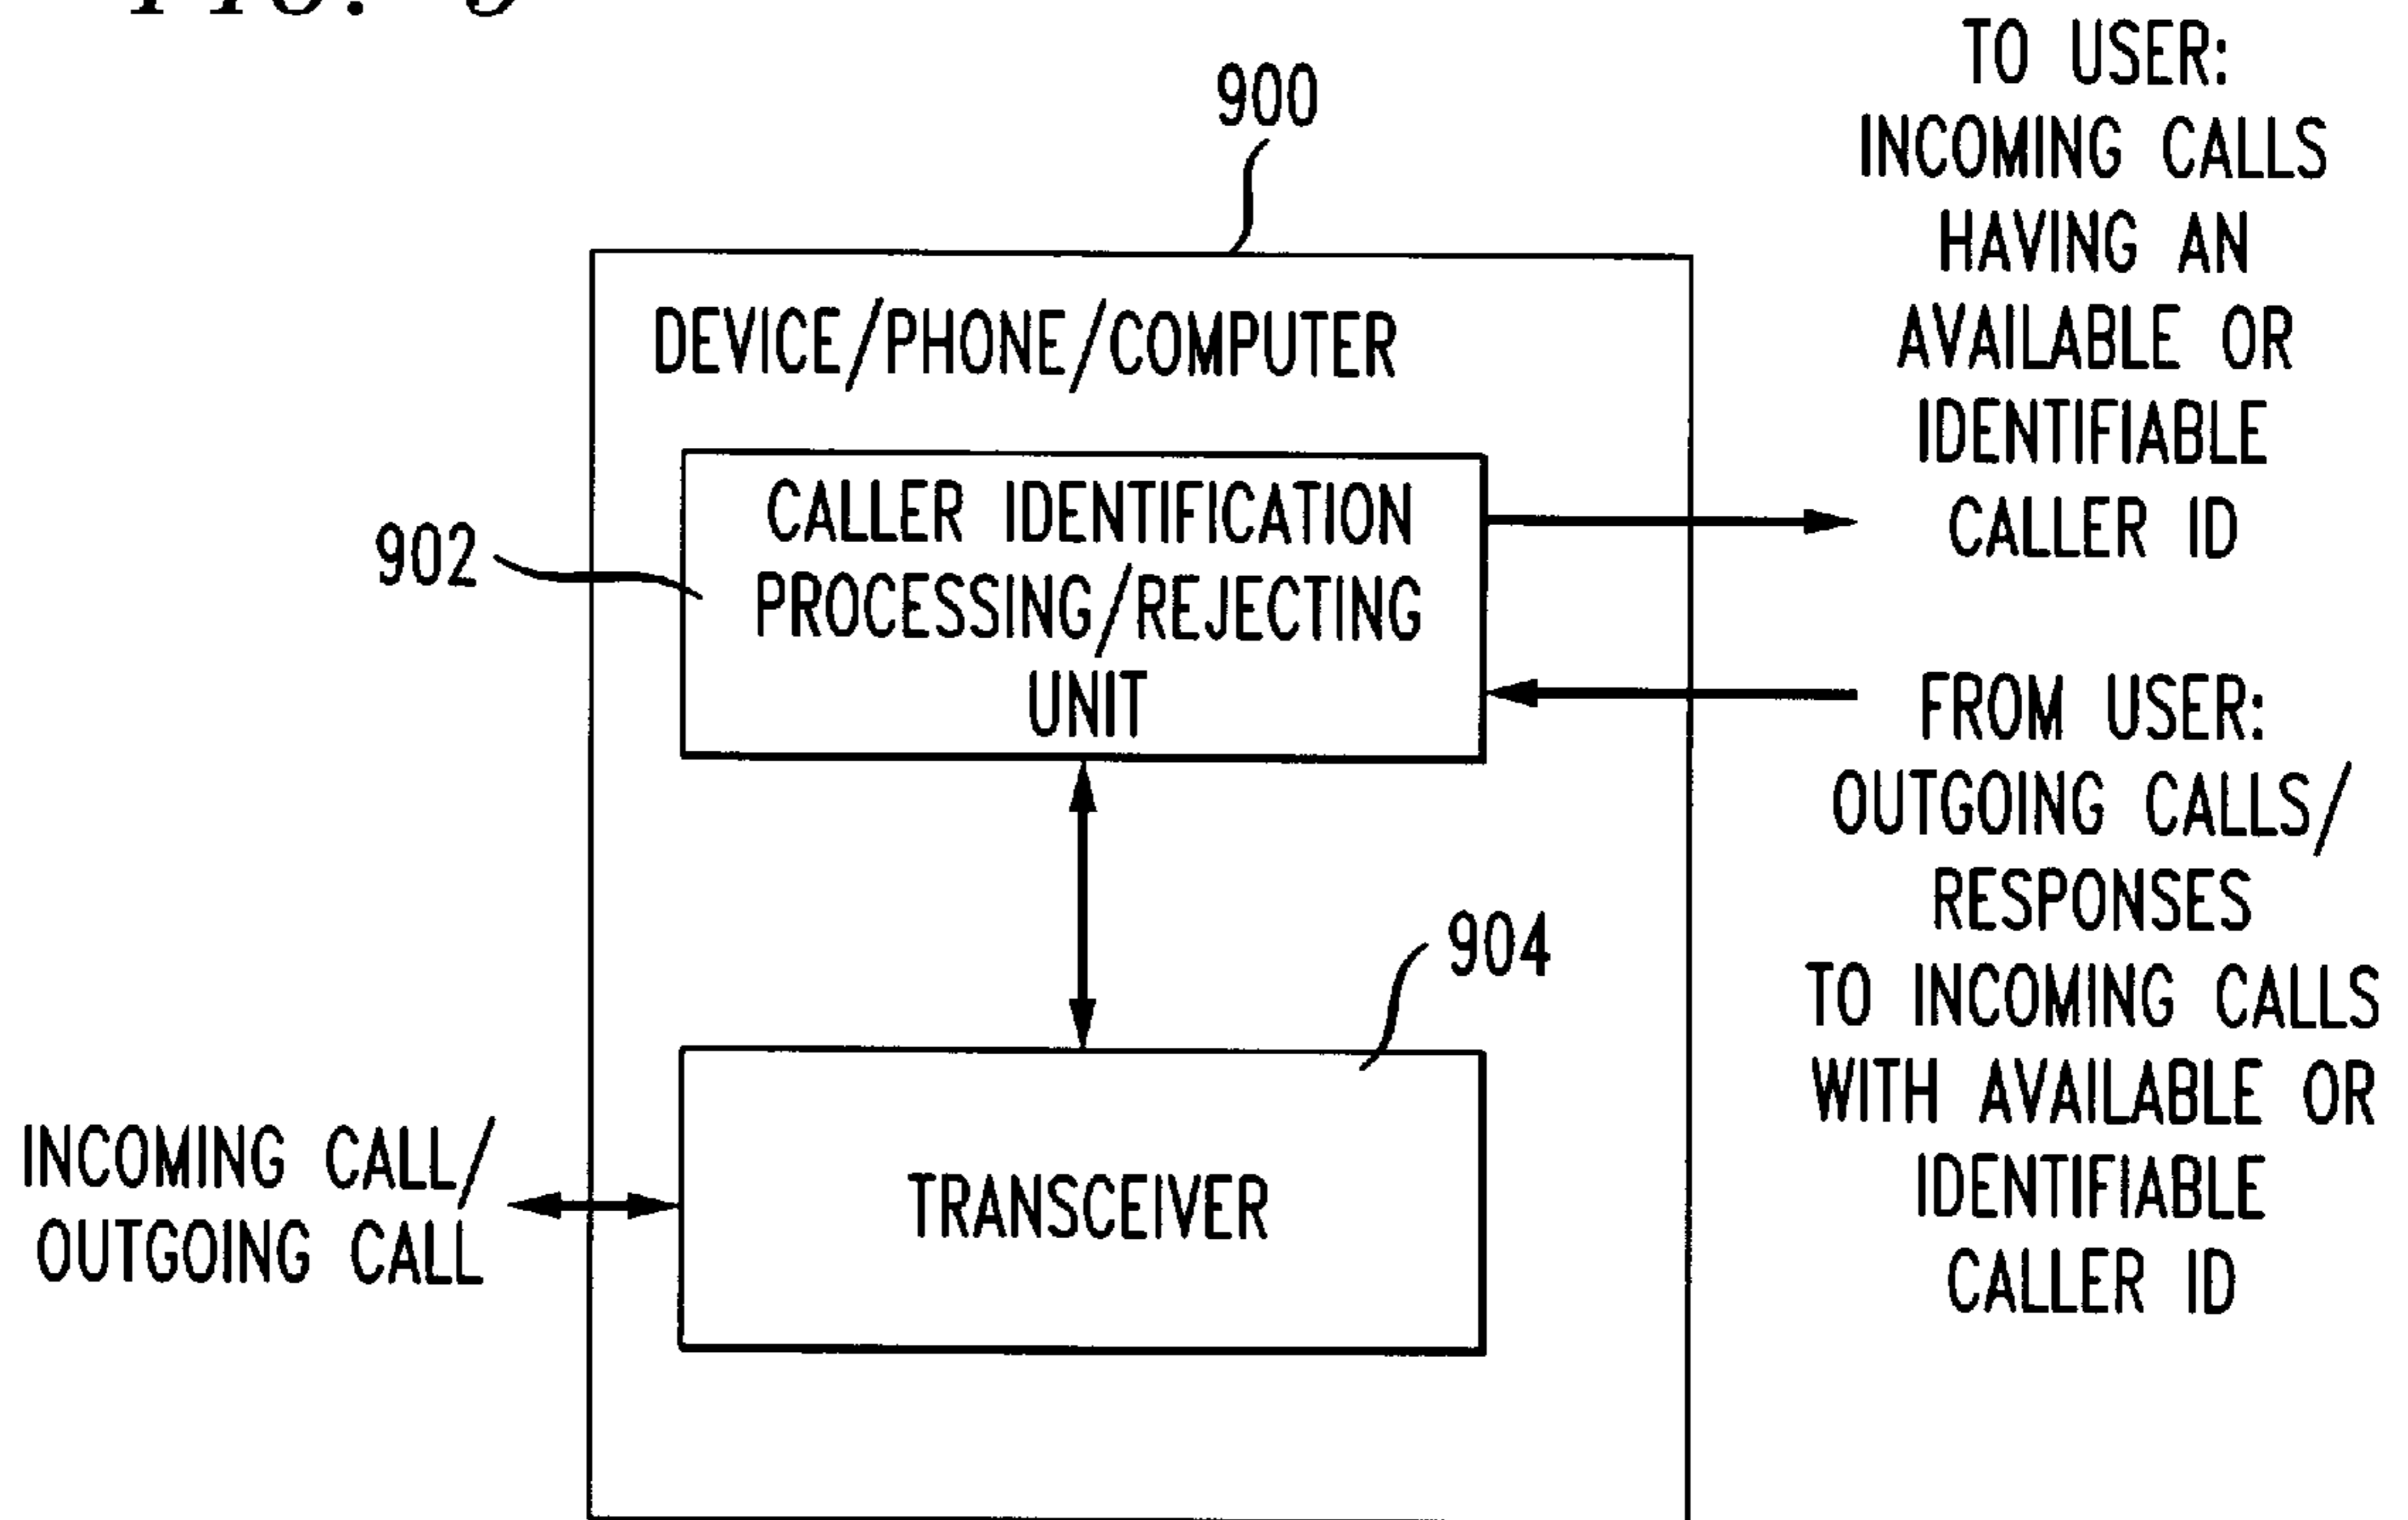 FIG.
900
TO USER:
INCOMING CALLS
HAVING AN
AVAILABLE OR
IDENTIFIABLE
CALLER ID
DEVICE/PHONE/COMPUTER
902
CALLER IDENTIFICATION
PROCESSING/REJECTING
UNIT
FROM USER:
OUTGOING CALLS/
RESPONSES
TO INCOMING CALLS
WITH AVAILABLE OR
IDENTIFIABLE
CALLER ID
904
INCOMING CALL/
OUTGOING CALL
TRANSCEIVER